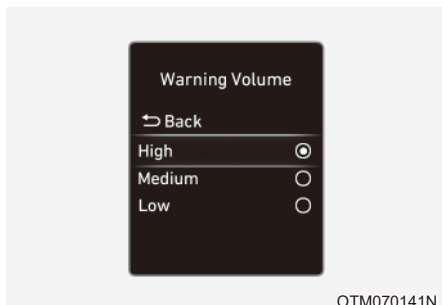 Warning Volume
Back
High
Medium
Low
OTM070141N